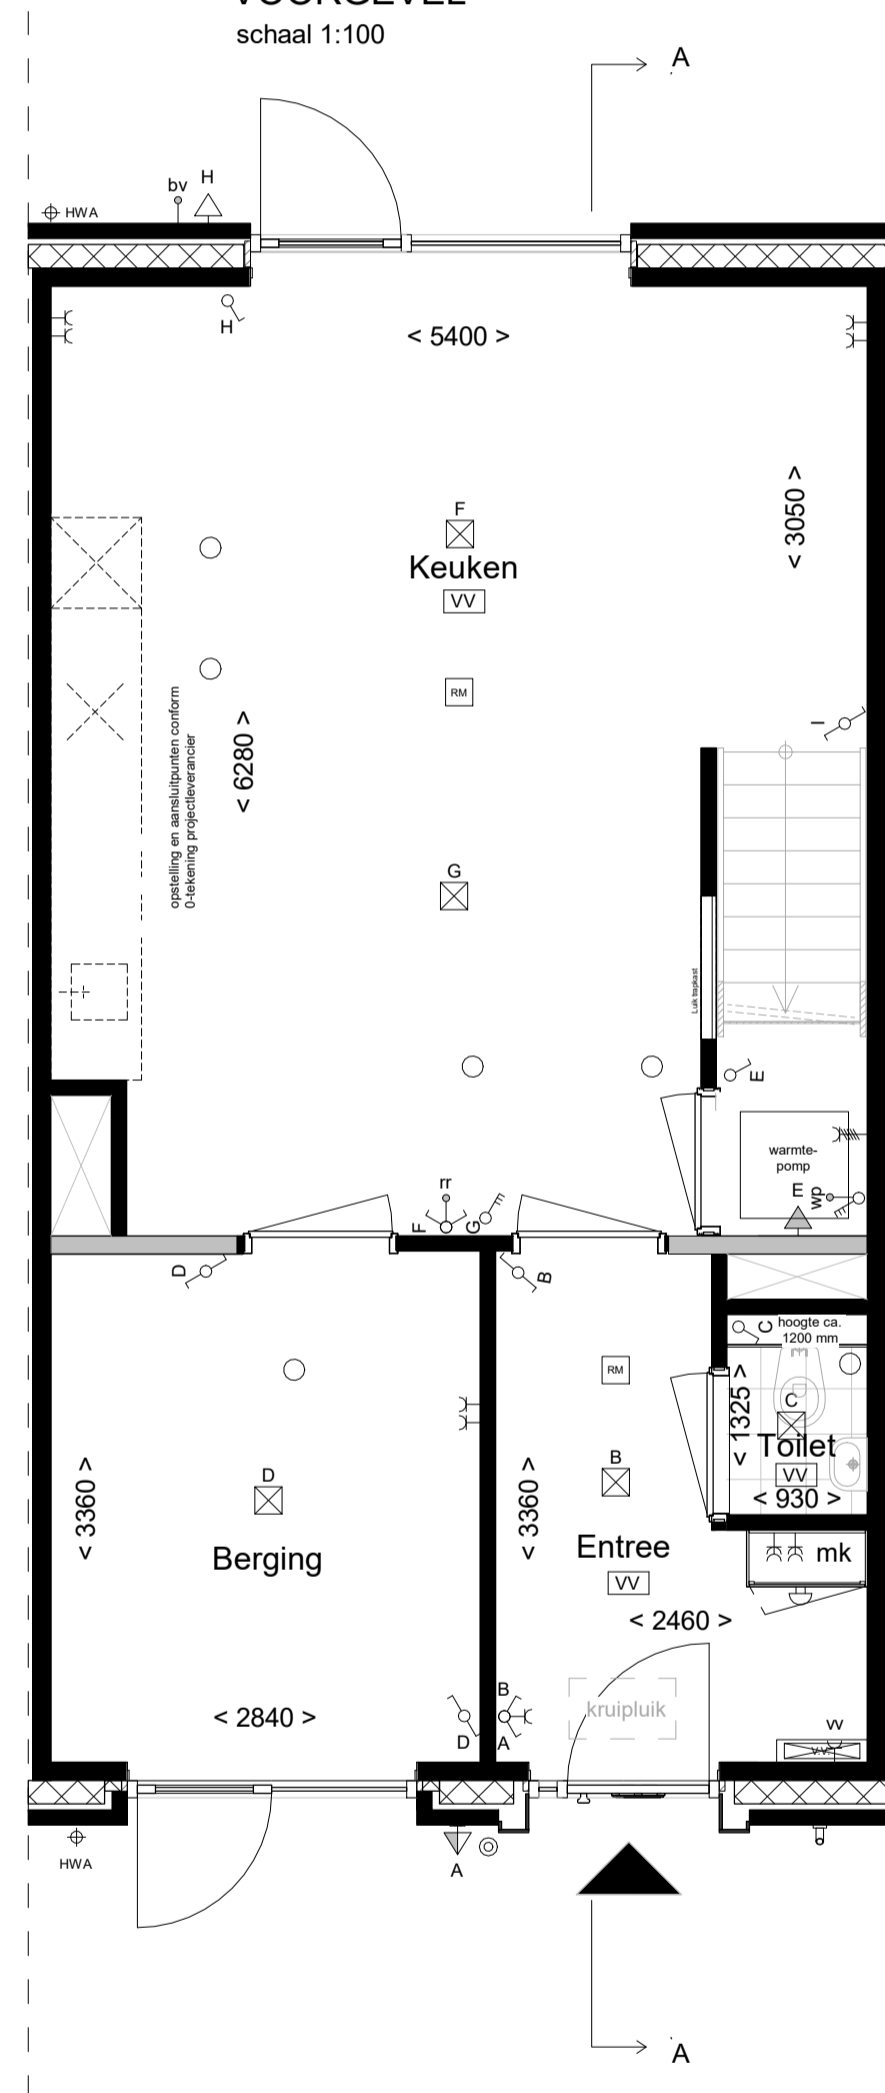 VOORGEVEL
schaal 1:100
A
bv
H
HWA
H
< 5400 >
< 3050 >
F
Keuken
VV
RM
I
opstelling en aansluitpunten conform
0-tekening projectleverancier
< 6280 >
G
Luik trapkast
E
warmte-
pomp
E
wp
rr
F
G
D
B
C
hoogte ca.
1200 mm
RM
< 1325 >
C
Toilet
VV
< 930 >
D
B
< 3360 >
< 3360 >
Berging
Entree
VV
mk
< 2460 >
< 2840 >
D
B
A
kruipluik
vv
v.v.
HWA
A
A